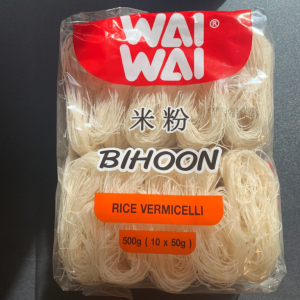 WAI®
WAI
米粉
BIHOON
RICE VERMICELLI
500g ( 10 x 50g )